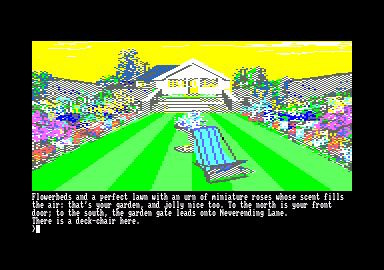 Flowerbeds and a perfect lawn with an urn of miniature roses whose scent fills
the air: that's your garden, and jolly nice too. To the north is your front
door; to the south, the garden gate leads onto Neverending Lane.
There is a deck-chair here.
>